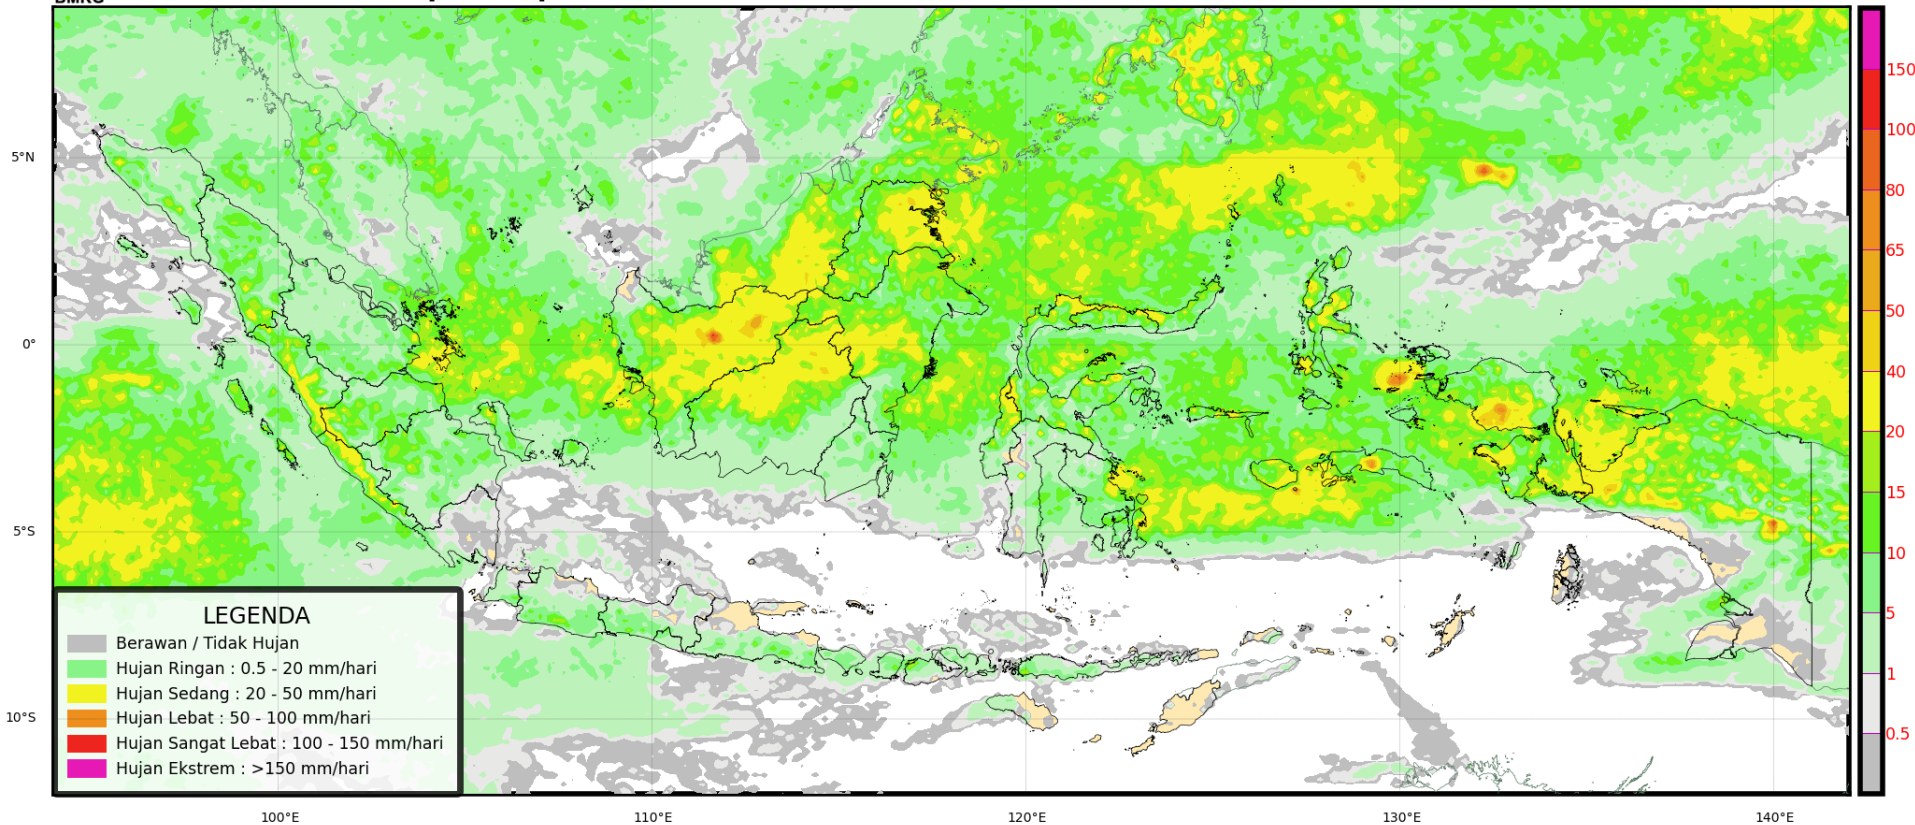 5°N
0°
5°S
10°S
LEGENDA
Berawan / Tidak Hujan
Hujan Ringan : 0.5 - 20 mm/hari
Hujan Sedang : 20 - 50 mm/hari
Hujan Lebat : 50 - 100 mm/hari
Hujan Sangat Lebat : 100 - 150 mm/hari
Hujan Ekstrem : >150 mm/hari
100°E
110°E
120°E
130°E
140°E
150
100
80
65
50
40
20
15
10
5
1
0.5